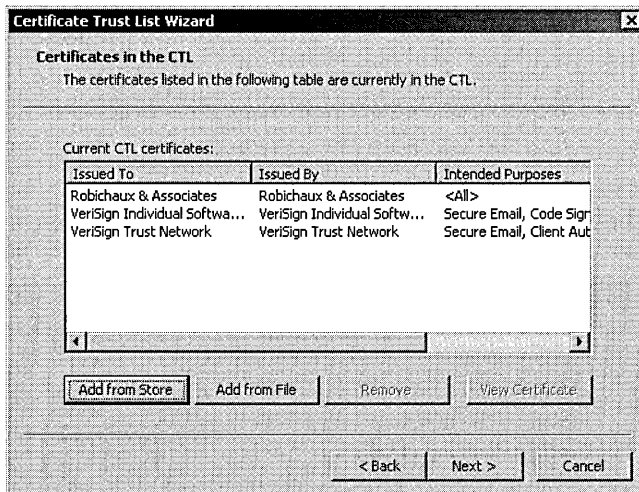 Certificate Trust List Wizard
Certificates in the CTL
The certificates listed in the following table are currently in the CTL.
Current CTL certificates:
Issued To Issued By Intended Purposes
Robichaux & Associates Robichaux & Associates <All>
VeriSign Individual Softwa... VeriSign Individual Softw... Secure Email, Code Sign
VeriSign Trust Network VeriSign Trust Network Secure Email, Client Aut
Add from Store Add from File Remove View Certificate
< Back Next > Cancel